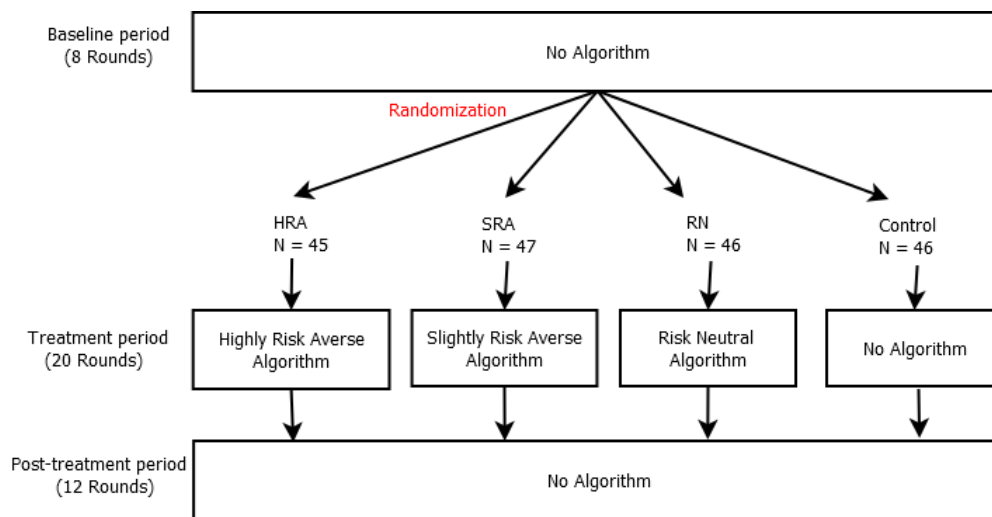 Baseline period
(8 Rounds)
No Algorithm
Randomization
HRA
N = 45
SRA
N = 47
RN
N = 46
Control
N = 46
Treatment period
(20 Rounds)
Highly Risk Averse
Algorithm
Slightly Risk Averse
Algorithm
Risk Neutral
Algorithm
No Algorithm
Post-treatment period
(12 Rounds)
No Algorithm